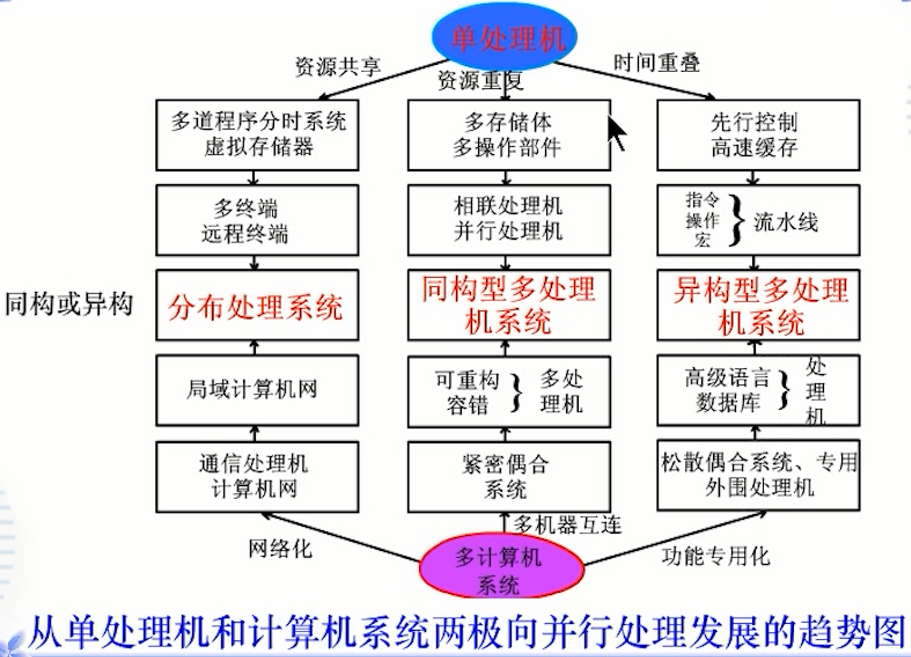 单处理机
资源共享
资源重复
时间重叠
多道程序分时系统
虚拟存储器
多存储体
多操作部件
先行控制
高速缓存
多终端
远程终端
相联处理机
并行处理机
指令
操作
宏
} 流水线
同构或异构
分布处理系统
同构型多处理
机系统
异构型多处理
机系统
局域计算机网
可重构
容错
} 多处
理机
高级语言
数据库
} 处
理
机
通信处理机
计算机网
紧密偶合
系统
松散偶合系统、专用
外围处理机
网络化
多机器互连
功能专用化
多计算机
系统
从单处理机和计算机系统两极向并行处理发展的趋势图